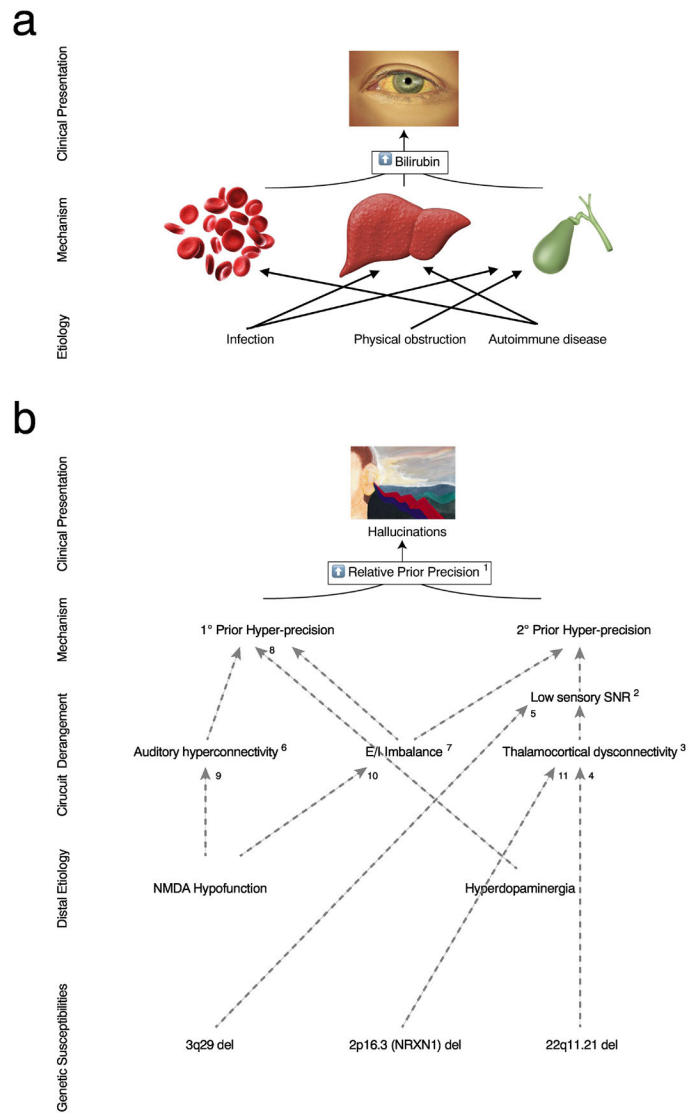 a
Clinical Presentation
Bilirubin
Mechanism
Etiology
Infection
Physical obstruction
Autoimmune disease
b
Clinical Presentation
Hallucinations
Relative Prior Precision 1
Mechanism
1° Prior Hyper-precision
2° Prior Hyper-precision
8
Cirucuit Derangement
Low sensory SNR 2
5
Auditory hyperconnectivity 6
E/I Imbalance 7
Thalamocortical dysconnectivity 3
9
10
11
4
Distal Etiology
NMDA Hypofunction
Hyperdopaminergia
Genetic Susceptibilities
3q29 del
2p16.3 (NRXN1) del
22q11.21 del